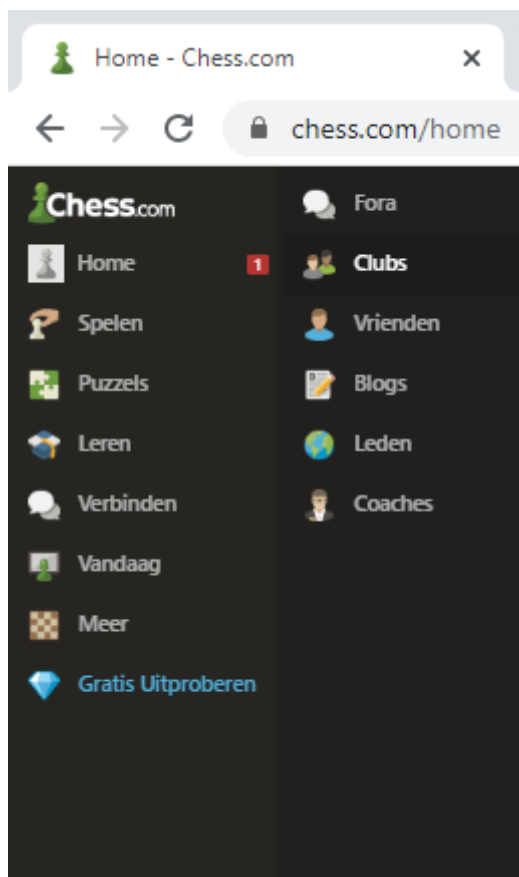 Home - Chess.com
chess.com/home
Chess.com
Home 1
Spelen
Puzzels
Leren
Verbinden
Vandaag
Meer
Gratis Uitproberen
Fora
Clubs
Vrienden
Blogs
Leden
Coaches